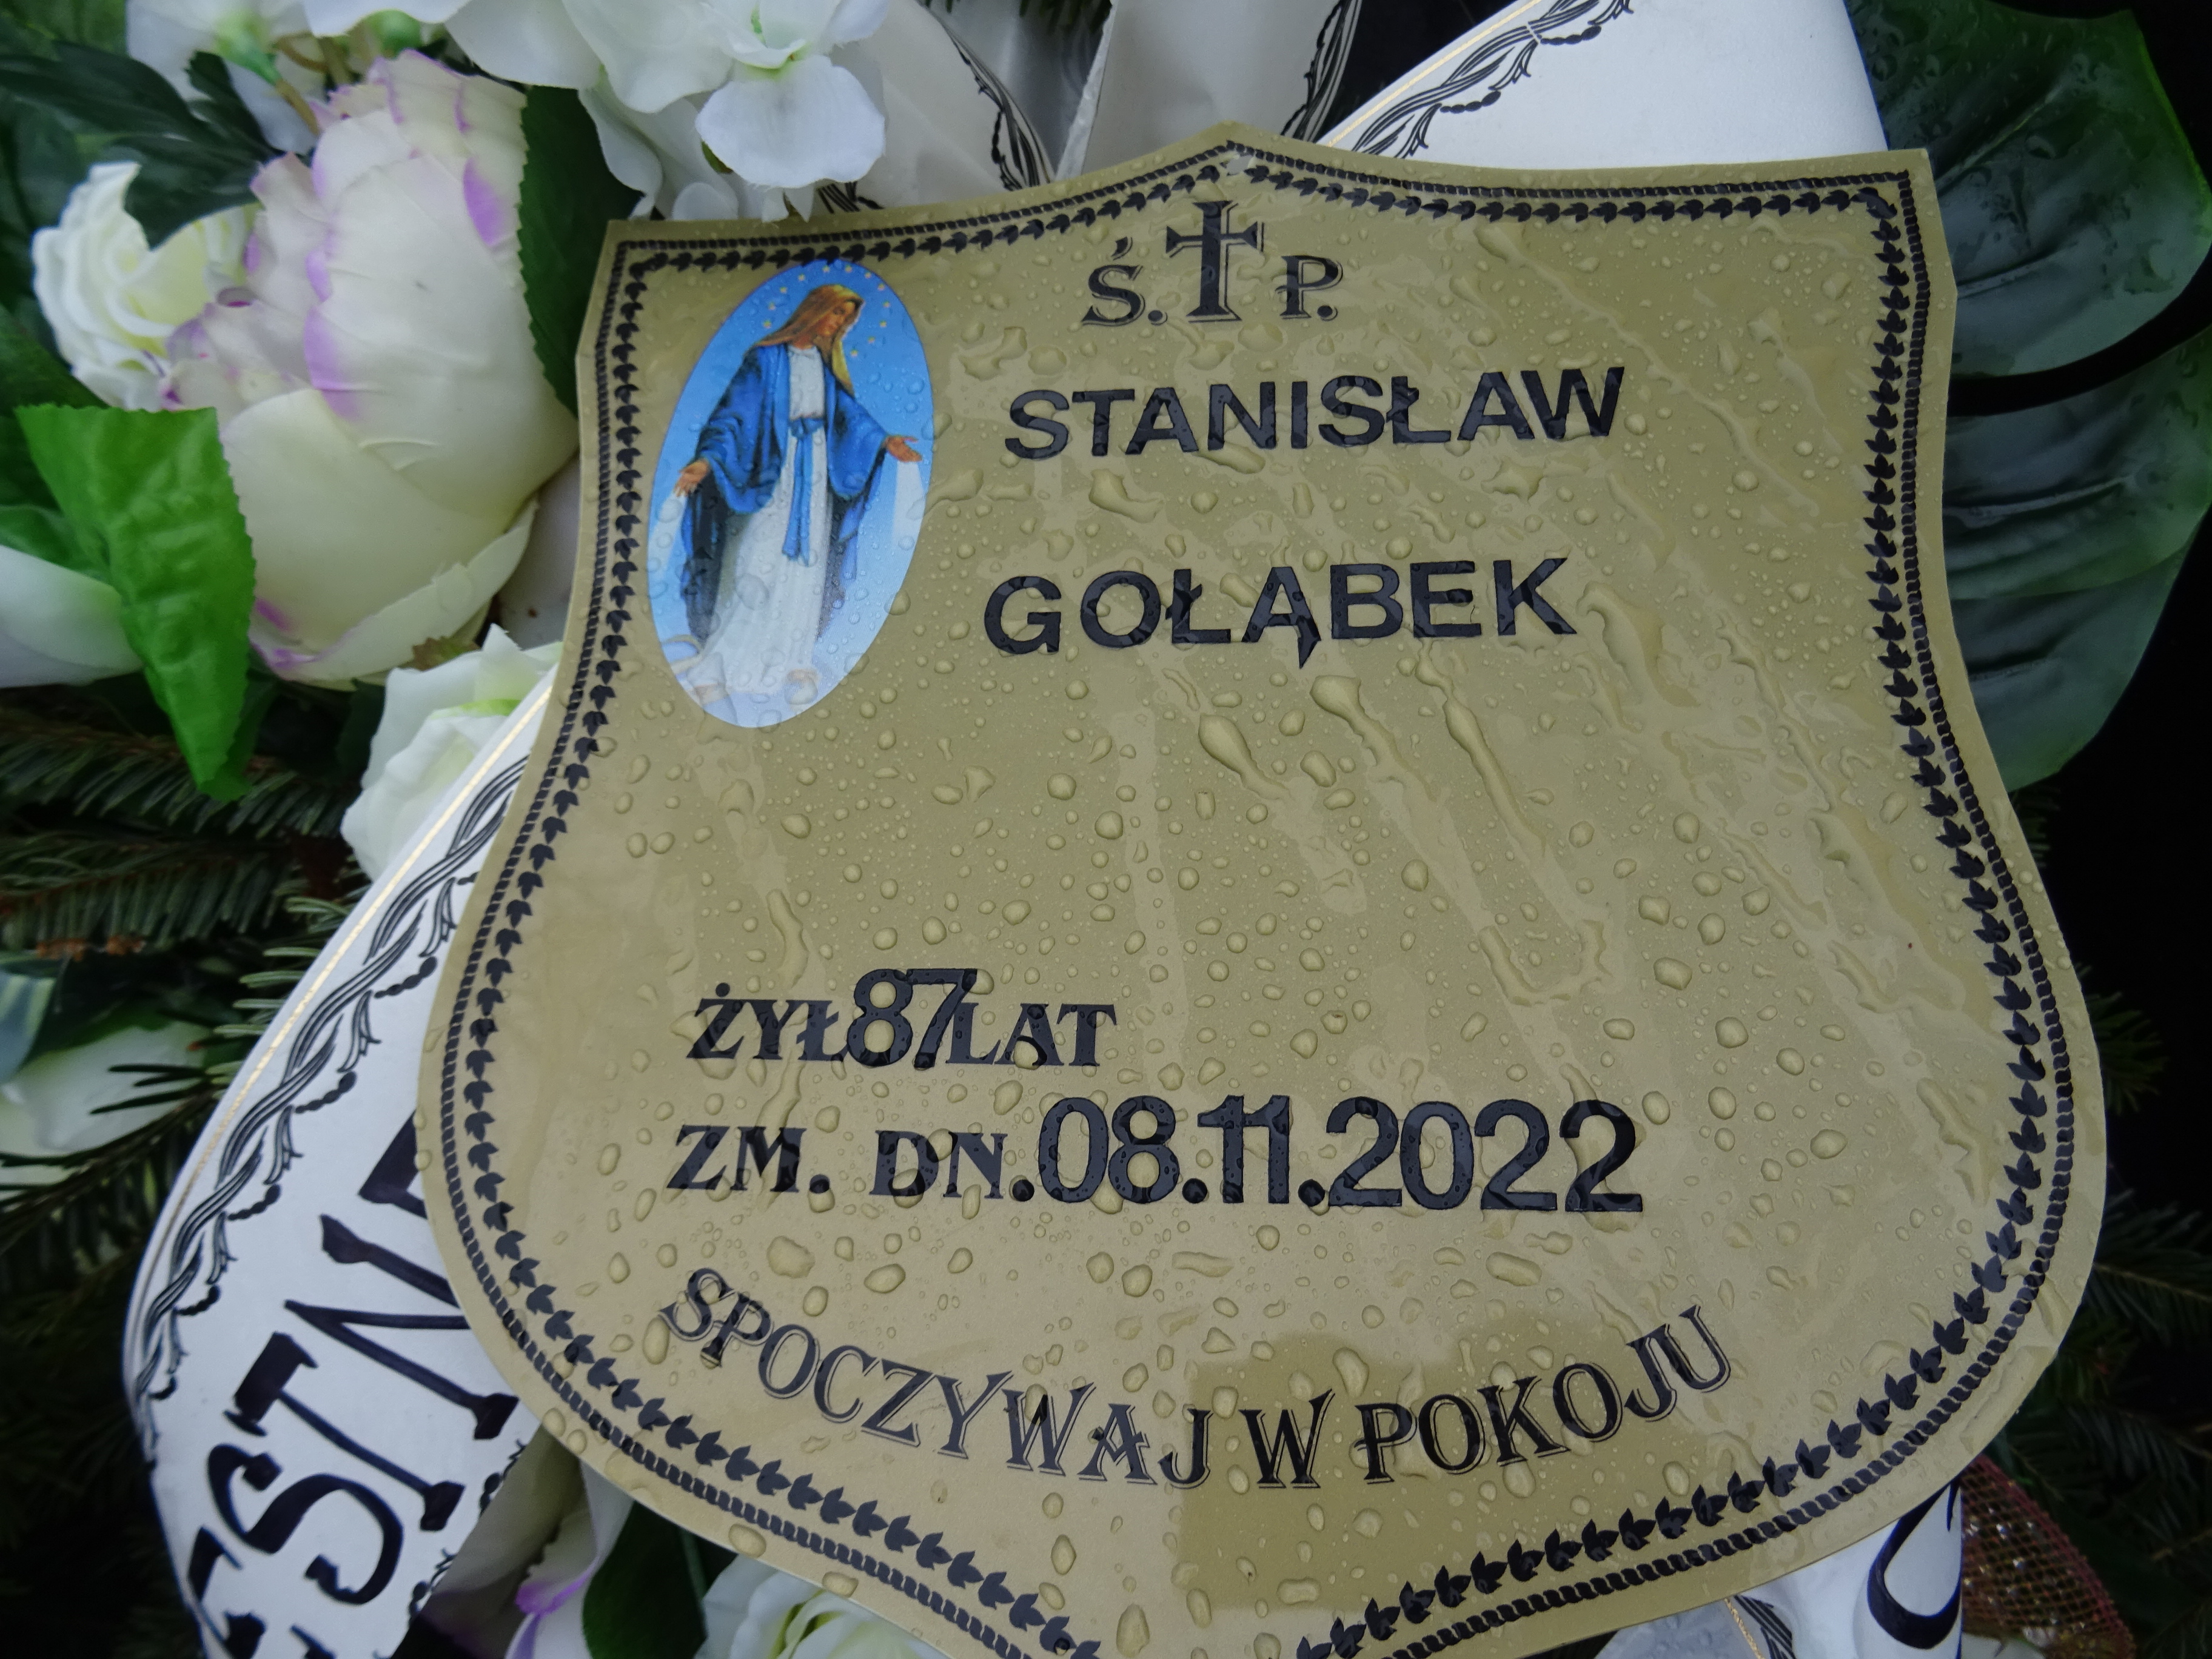 Ś. P.
STANISŁAW
GOŁĄBEK
ŻYŁ 87 LAT
ZM. DN. 08.11.2022
SPOCZYWAJ W POKOJU